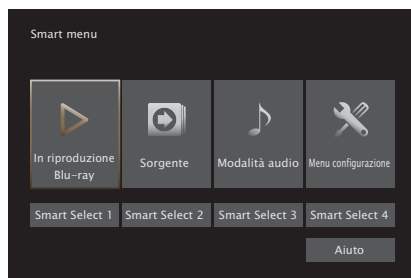 Smart menu
In riproduzione
Blu-ray
Sorgente
Modalità audio
Menu configurazione
Smart Select 1
Smart Select 2
Smart Select 3
Smart Select 4
Aiuto